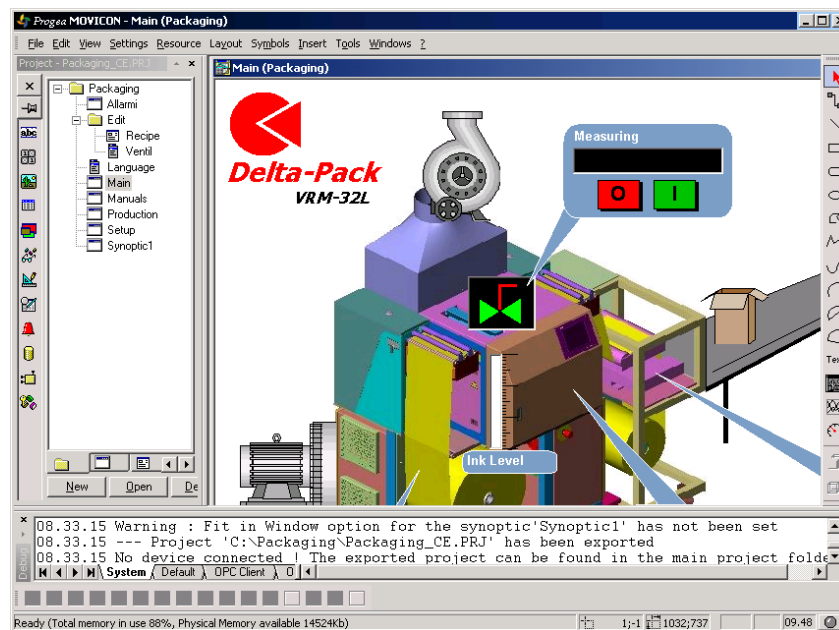 Progea MOVICON - Main (Packaging)
File Edit View Settings Resource Layout Symbols Insert Tools Windows ?
Project - Packaging_CE.PRJ
Main (Packaging)
Packaging
Allarmi
Edit
Recipe
Ventil
Language
Main
Manuals
Production
Setup
Synoptic1
abc
Delta-Pack
VRM-32L
Measuring
O I
Ink Level
New Open De
08.33.15 Warning : Fit in Window option for the synoptic'Synoptic1' has not been set
08.33.15 --- Project 'C:\Packaging\Packaging_CE.PRJ' has been exported
08.33.15 No device connected ! The exported project can be found in the main project folde
Debug
System Default OPC Client O
Ready (Total memory in use 88%, Physical Memory available 14524Kb) 1;-1 1032;737 09.48